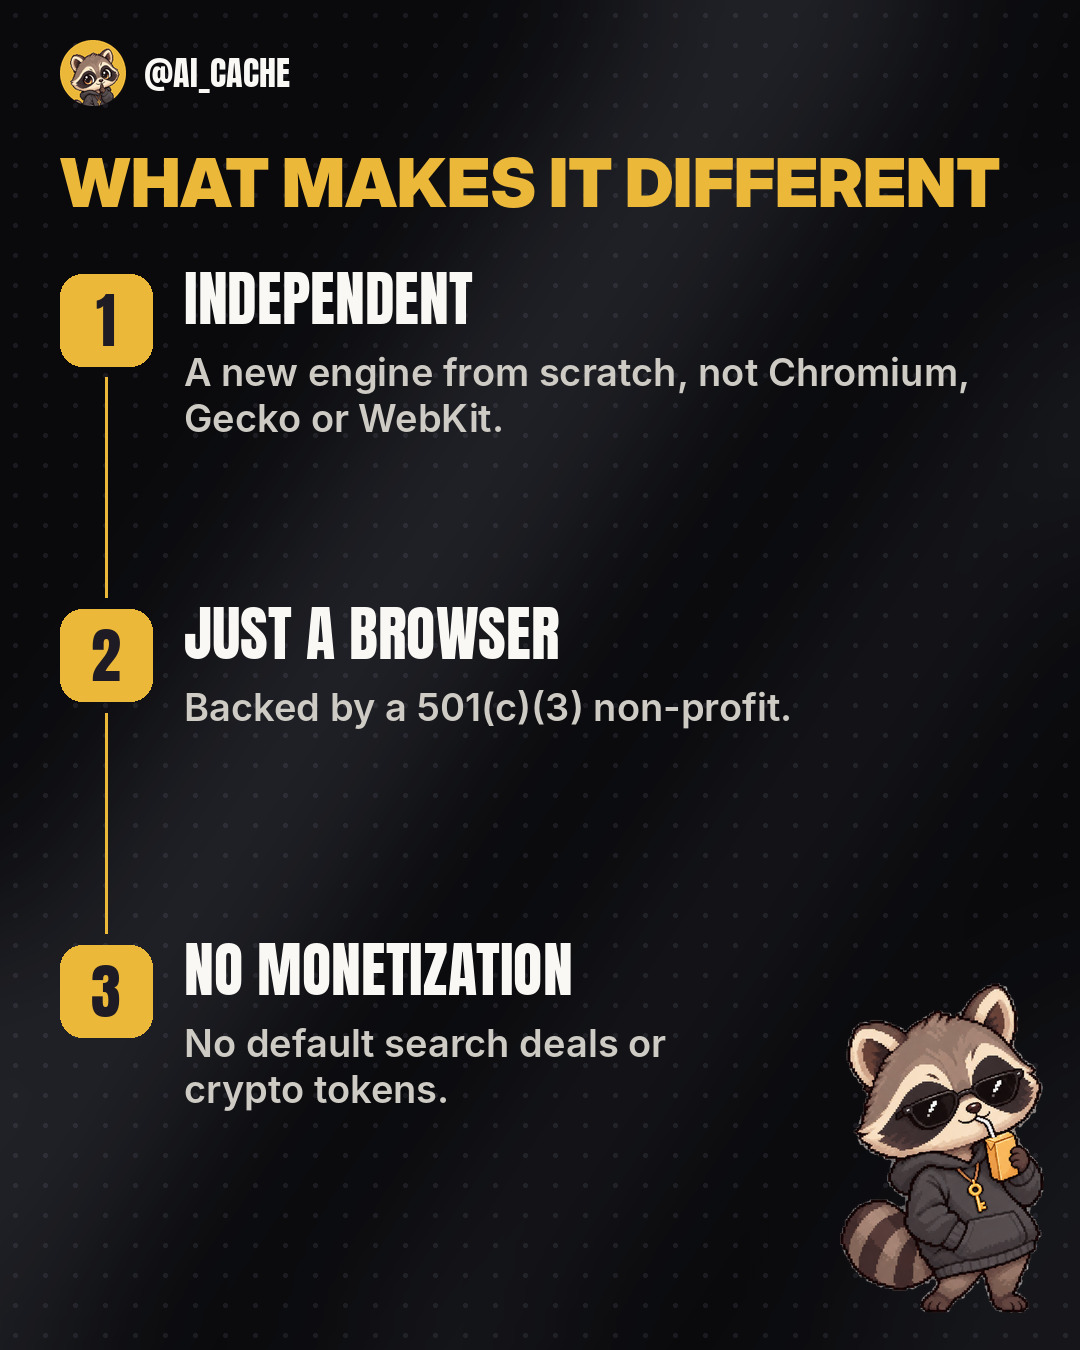 @AI_CACHE
WHAT MAKES IT DIFFERENT
1
INDEPENDENT
A new engine from scratch, not Chromium,
Gecko or WebKit.
2
JUST A BROWSER
Backed by a 501(c)(3) non-profit.
3
NO MONETIZATION
No default search deals or
crypto tokens.